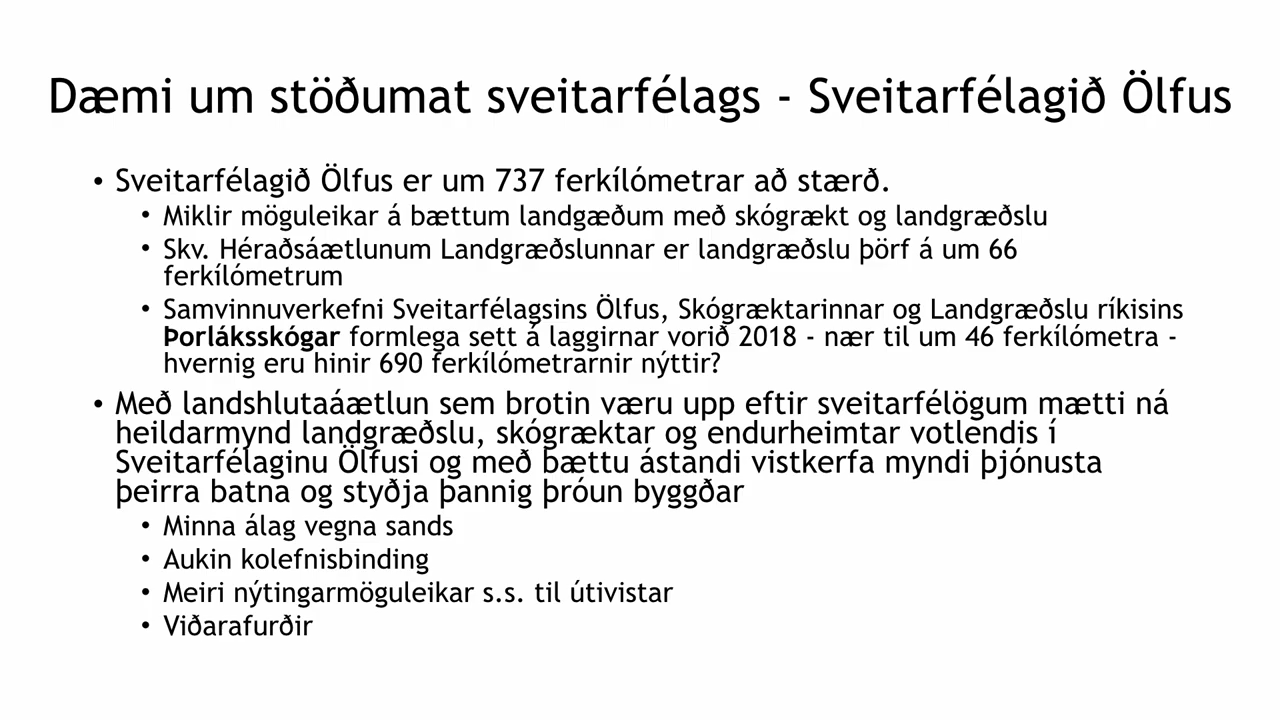 Dæmi um stöðumat sveitarfélags - Sveitarfélagið Ölfus
• Sveitarfélagið Ölfus er um 737 ferkílómetrar að stærð.
• Miklir möguleikar á bættum landgæðum með skógrækt og landgræðslu
• Skv. Héraðsáætlunum Landgræðslunnar er landgræðslu þörf á um 66
ferkílómetrum
• Samvinnuverkefni Sveitarfélagsins Ölfus, Skógræktarinnar og Landgræðslu ríkisins
Þorláksskógar formlega sett á laggirnar vorið 2018 - nær til um 46 ferkílómetra -
hvernig eru hinir 690 ferkílómetrarnir nýttir?
• Með landshlutaáætlun sem brotin væru upp eftir sveitarfélögum mætti ná
heildarmynd landgræðslu, skógræktar og endurheimtar votlendis í
Sveitarfélaginu Ölfusi og með bættu ástandi vistkerfa myndi þjónusta
þeirra batna og styðja þannig þróun byggðar
• Minna álag vegna sands
• Aukin kolefnisbinding
• Meiri nýtingarmöguleikar s.s. til útivistar
• Viðarafurðir